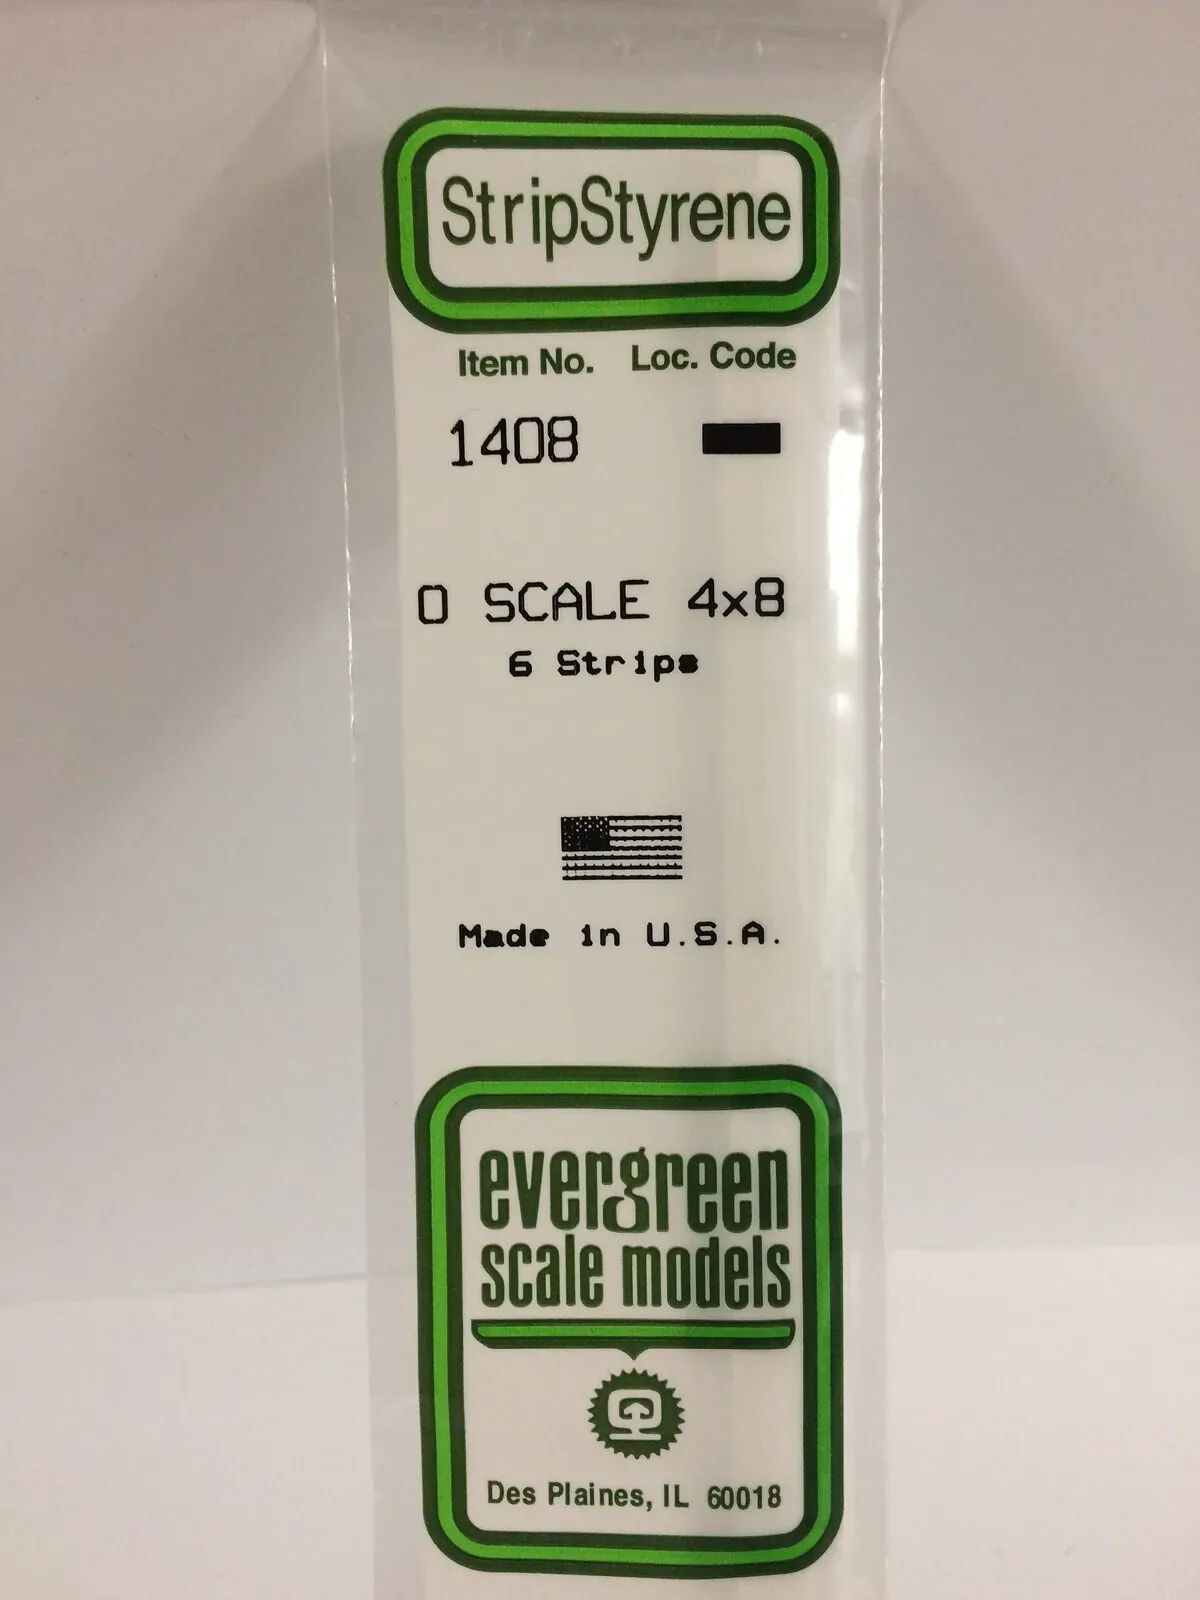 StripStyrene
Item No. Loc. Code
1408
O SCALE 4x8
6 Strips
Made in U.S.A.
evergreen
scale models
Des Plaines, IL 60018